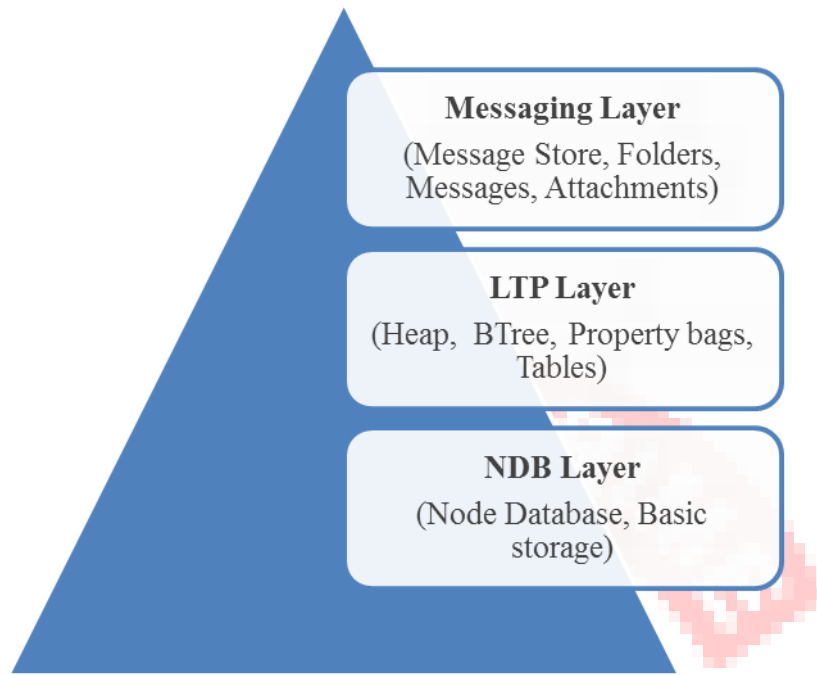 Messaging Layer
(Message Store, Folders,
Messages, Attachments)
LTP Layer
(Heap, BTree, Property bags,
Tables)
NDB Layer
(Node Database, Basic
storage)